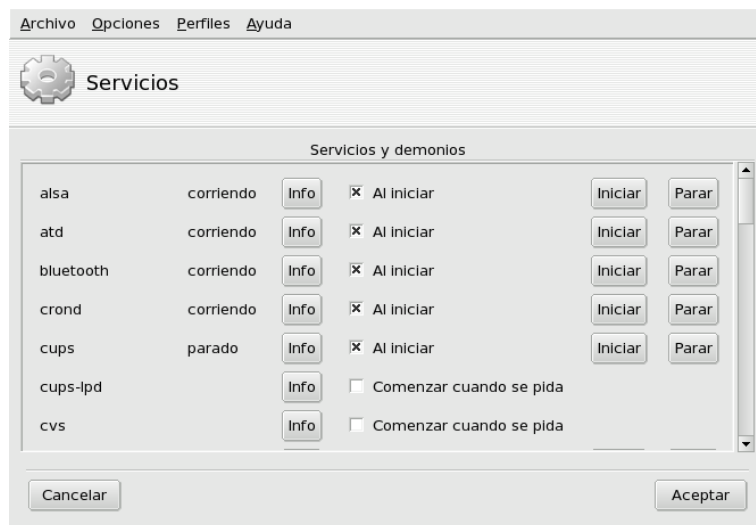 Archivo Opciones Perfiles Ayuda
Servicios
Servicios y demonios
alsa corriendo Info Al iniciar Iniciar Parar
atd corriendo Info Al iniciar Iniciar Parar
bluetooth corriendo Info Al iniciar Iniciar Parar
crond corriendo Info Al iniciar Iniciar Parar
cups parado Info Al iniciar Iniciar Parar
cups-lpd Info Comenzar cuando se pida
cvs Info Comenzar cuando se pida
Cancelar Aceptar